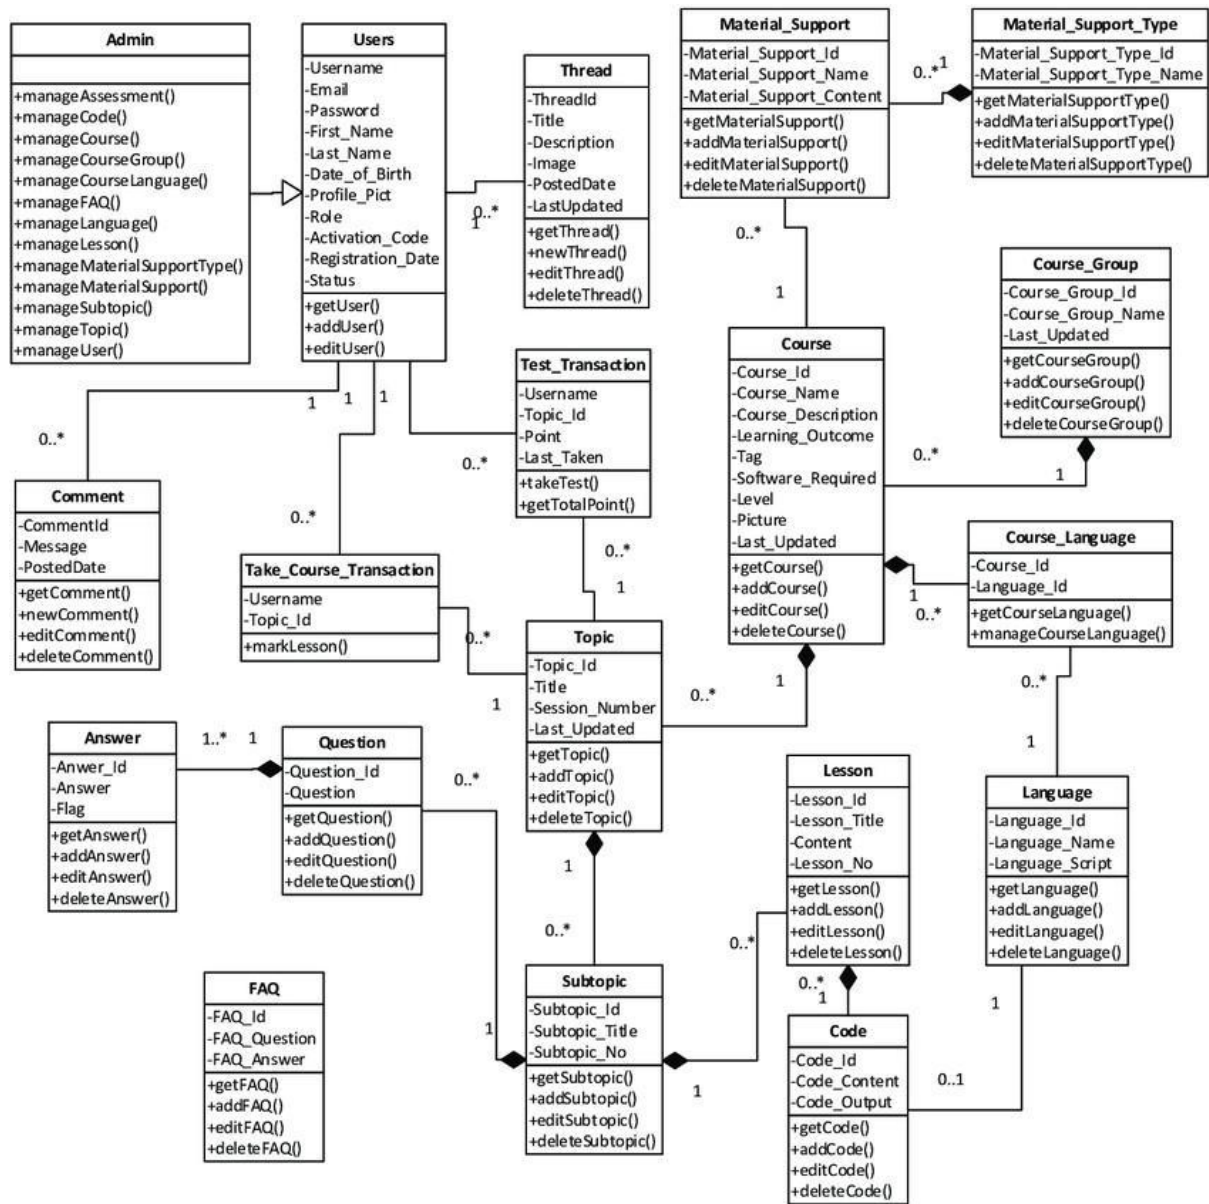 Admin
+manageAssessment()
+manageCode()
+manageCourse()
+manageCourseGroup()
+manageCourseLanguage()
+manageFAQ()
+manageLanguage()
+manageLesson()
+manageMaterialSupportType()
+manageMaterialSupport()
+manageSubtopic()
+manageTopic()
+manageUser()
Users
-Username
-Email
-Password
-First_Name
-Last_Name
-Date_of_Birth
-Profile_Pict
-Role
-Activation_Code
-Registration_Date
-Status
+getUser()
+addUser()
+editUser()
0..*
1
Thread
-ThreadId
-Title
-Description
-Image
-PostedDate
-LastUpdated
+getThread()
+newThread()
+editThread()
+deleteThread()
Material_Support
-Material_Support_Id
-Material_Support_Name
-Material_Support_Content
+getMaterialSupport()
+addMaterialSupport()
+editMaterialSupport()
+deleteMaterialSupport()
1
0..*
Material_Support_Type
-Material_Support_Type_Id
-Material_Support_Type_Name
+getMaterialSupportType()
+addMaterialSupportType()
+editMaterialSupportType()
+deleteMaterialSupportType()
0..*
1
Course_Group
-Course_Group_Id
-Course_Group_Name
-Last_Updated
+getCourseGroup()
+addCourseGroup()
+editCourseGroup()
+deleteCourseGroup()
Course
-Course_Id
-Course_Name
-Course_Description
-Learning_Outcome
-Tag
-Software_Required
-Level
-Picture
-Last_Updated
+getCourse()
+addCourse()
+editCourse()
+deleteCourse()
0..*
1
Test_Transaction
-Username
-Topic_Id
-Point
-Last_Taken
+takeTest()
+getTotalPoint()
1
1
1
0..*
0..*
0..*
Comment
-CommentId
-Message
-PostedDate
+getComment()
+newComment()
+editComment()
+deleteComment()
Take_Course_Transaction
-Username
-Topic_Id
+markLesson()
0..*
1
0..*
1
Course_Language
-Course_Id
-Language_Id
+getCourseLanguage()
+manageCourseLanguage()
1
0..*
Topic
-Topic_Id
-Title
-Session_Number
-Last_Updated
+getTopic()
+addTopic()
+editTopic()
+deleteTopic()
0..*
1
0..*
1
Answer
-Anwer_Id
-Answer
-Flag
+getAnswer()
+addAnswer()
+editAnswer()
+deleteAnswer()
1..*
1
Question
-Question_Id
-Question
+getQuestion()
+addQuestion()
+editQuestion()
+deleteQuestion()
0..*
1
1
0..*
Lesson
-Lesson_Id
-Lesson_Title
-Content
-Lesson_No
+getLesson()
+addLesson()
+editLesson()
+deleteLesson()
Language
-Language_Id
-Language_Name
-Language_Script
+getLanguage()
+addLanguage()
+editLanguage()
+deleteLanguage()
FAQ
-FAQ_Id
-FAQ_Question
-FAQ_Answer
+getFAQ()
+addFAQ()
+editFAQ()
+deleteFAQ()
Subtopic
-Subtopic_Id
-Subtopic_Title
-Subtopic_No
+getSubtopic()
+addSubtopic()
+editSubtopic()
+deleteSubtopic()
0..*
1
0..*
1
Code
-Code_Id
-Code_Content
-Code_Output
+getCode()
+addCode()
+editCode()
+deleteCode()
1
0..1